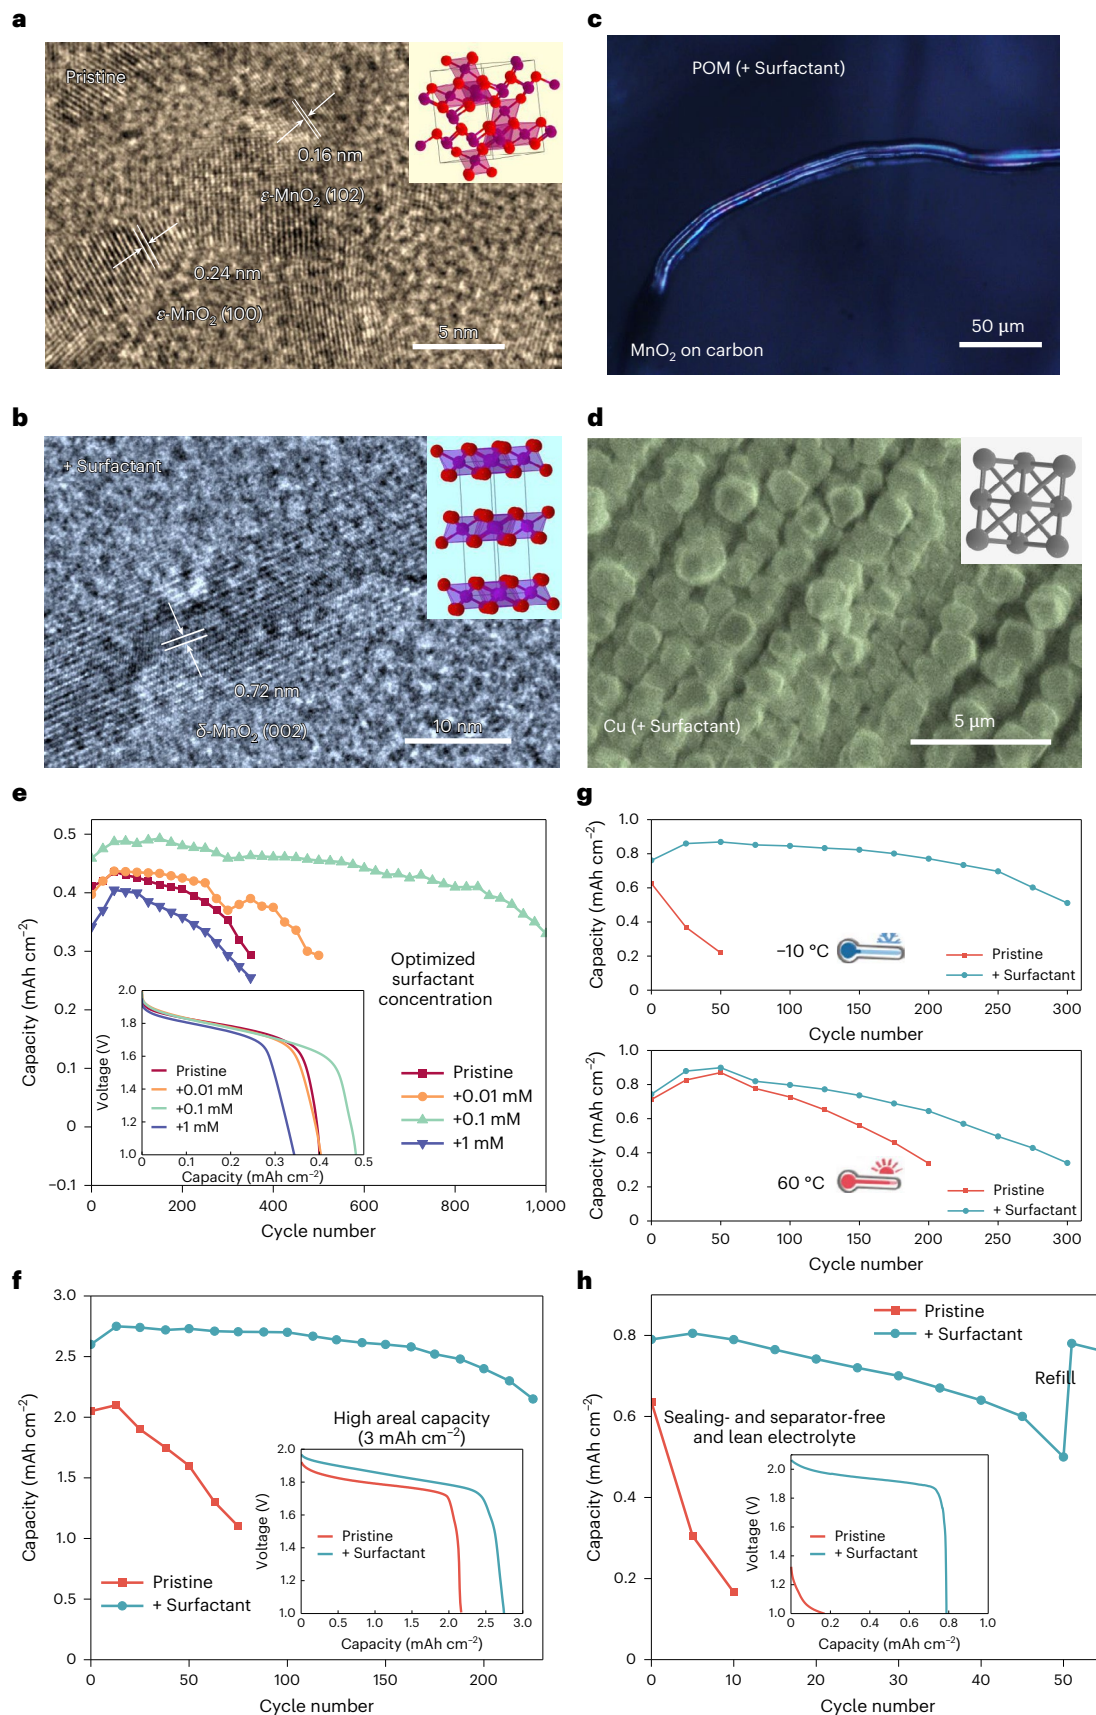 a
Pristine
0.16 nm
ε-MnO₂ (102)
0.24 nm
ε-MnO₂ (100)
5 nm
c
POM (+ Surfactant)
50 μm
MnO₂ on carbon
b
+ Surfactant
0.72 nm
δ-MnO₂ (002)
10 nm
d
Cu (+ Surfactant)
5 μm
e
Capacity (mAh cm⁻²)
0.5
0.4
0.3
0.2
0.1
0
−0.1
0
200
400
600
800
1,000
Cycle number
Optimized
surfactant
concentration
Pristine
+0.01 mM
+0.1 mM
+1 mM
Voltage (V)
2.0
1.8
1.6
1.4
1.2
1.0
Pristine
+0.01 mM
+0.1 mM
+1 mM
0
0.1
0.2
0.3
0.4
0.5
Capacity (mAh cm⁻²)
g
Capacity (mAh cm⁻²)
1.0
0.8
0.6
0.4
0.2
0
−10 °C
Pristine
+ Surfactant
0
50
100
150
200
250
300
Cycle number
Capacity (mAh cm⁻²)
1.0
0.8
0.6
0.4
0.2
0
60 °C
Pristine
+ Surfactant
0
50
100
150
200
250
300
Cycle number
f
Capacity (mAh cm⁻²)
3.0
2.5
2.0
1.5
1.0
0.5
0
High areal capacity
(3 mAh cm⁻²)
Pristine
+ Surfactant
0
50
100
150
200
Cycle number
Voltage (V)
2.0
1.8
1.6
1.4
1.2
1.0
Pristine
+ Surfactant
0
0.5
1.0
1.5
2.0
2.5
3.0
Capacity (mAh cm⁻²)
h
Capacity (mAh cm⁻²)
0.8
0.6
0.4
0.2
0
Pristine
+ Surfactant
Refill
Sealing- and separator-free
and lean electrolyte
0
10
20
30
40
50
Cycle number
Voltage (V)
2.0
1.8
1.6
1.4
1.2
1.0
Pristine
+ Surfactant
0
0.2
0.4
0.6
0.8
1.0
Capacity (mAh cm⁻²)